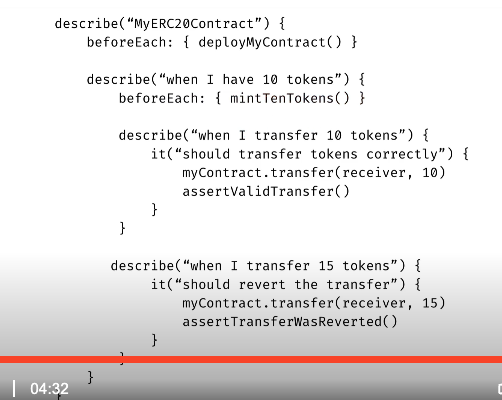 describe(“MyERC20Contract”) {
beforeEach: { deployMyContract() }
describe(“when I have 10 tokens”) {
beforeEach: { mintTenTokens() }
describe(“when I transfer 10 tokens”) {
it(“should transfer tokens correctly”) {
myContract.transfer(receiver, 10)
assertValidTransfer()
}
}
describe(“when I transfer 15 tokens”) {
it(“should revert the transfer”) {
myContract.transfer(receiver, 15)
assertTransferWasReverted()
}
}
}
04:32